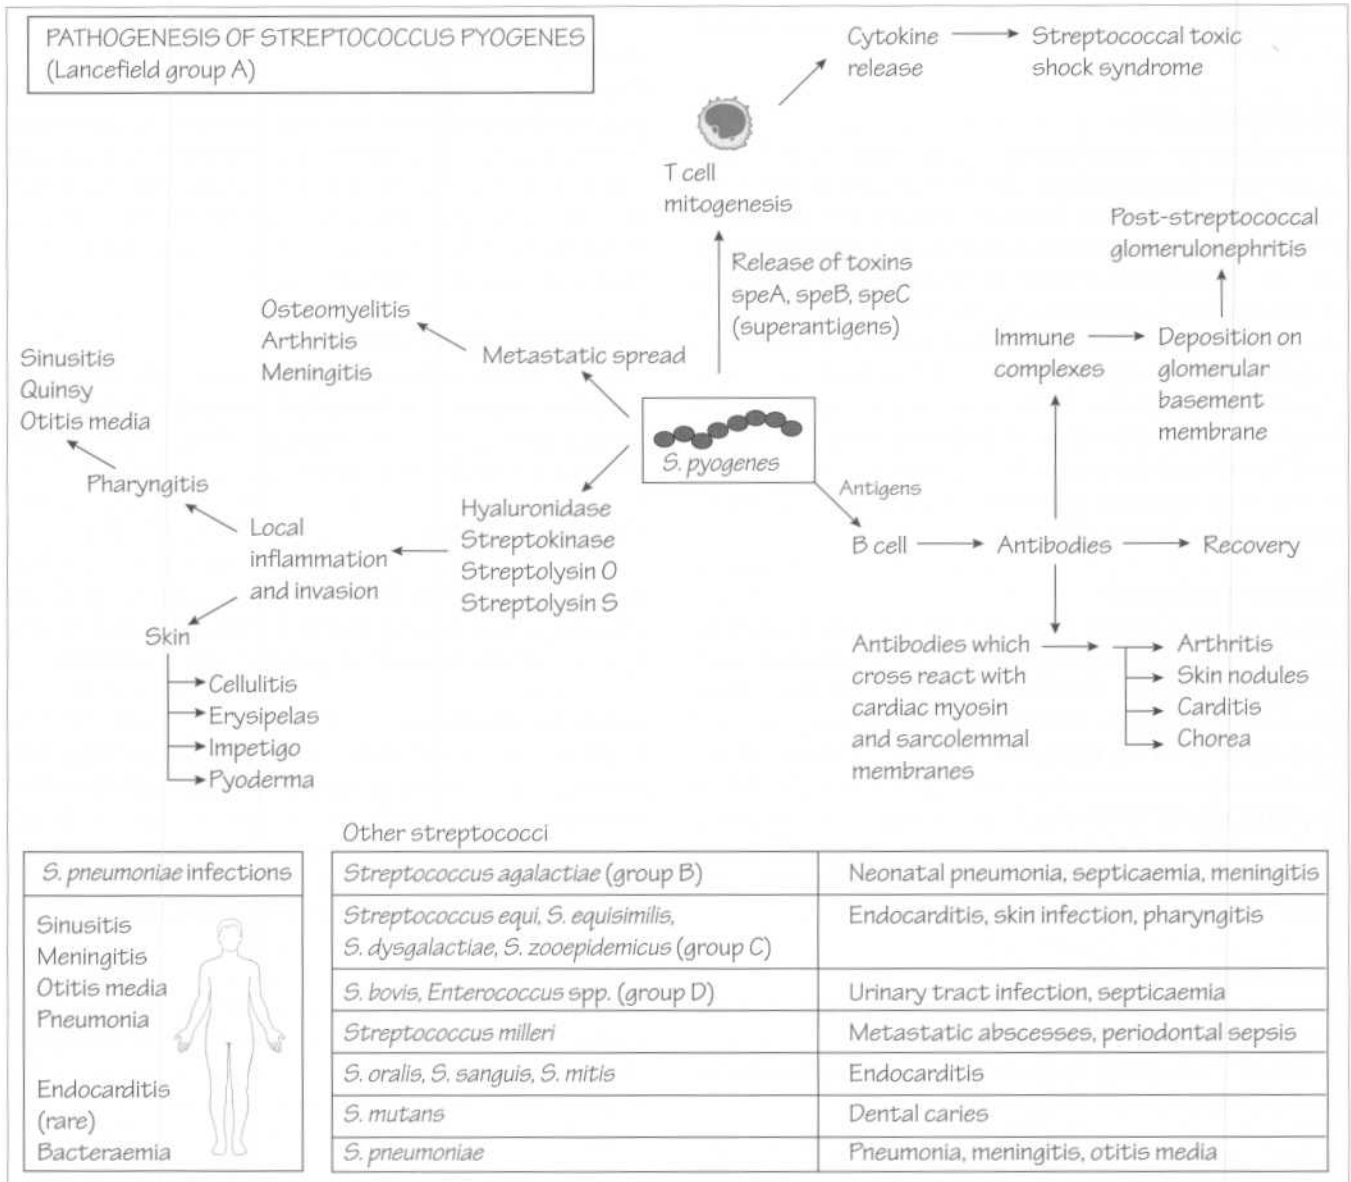 PATHOGENESIS OF STREPTOCOCCUS PYOGENES
(Lancefield group A)
Cytokine
release
Streptococcal toxic
shock syndrome
T cell
mitogenesis
Release of toxins
speA, speB, speC
(superantigens)
Post-streptococcal
glomerulonephritis
Immune
complexes
Deposition on
glomerular
basement
membrane
Osteomyelitis
Arthritis
Meningitis
Metastatic spread
Sinusitis
Quinsy
Otitis media
Pharyngitis
S. pyogenes
Antigens
Hyaluronidase
Streptokinase
Streptolysin O
Streptolysin S
Local
inflammation
and invasion
B cell
Antibodies
Recovery
Skin
Cellulitis
Erysipelas
Impetigo
Pyoderma
Antibodies which
cross react with
cardiac myosin
and sarcolemmal
membranes
Arthritis
Skin nodules
Carditis
Chorea
S. pneumoniae infections
Sinusitis
Meningitis
Otitis media
Pneumonia
Endocarditis
(rare)
Bacteraemia
Other streptococci
Streptococcus agalactiae (group B)
Neonatal pneumonia, septicaemia, meningitis
Streptococcus equi, S. equisimilis,
S. dysgalactiae, S. zooepidemicus (group C)
Endocarditis, skin infection, pharyngitis
S. bovis, Enterococcus spp. (group D)
Urinary tract infection, septicaemia
Streptococcus milleri
Metastatic abscesses, periodontal sepsis
S. oralis, S. sanguis, S. mitis
Endocarditis
S. mutans
Dental caries
S. pneumoniae
Pneumonia, meningitis, otitis media